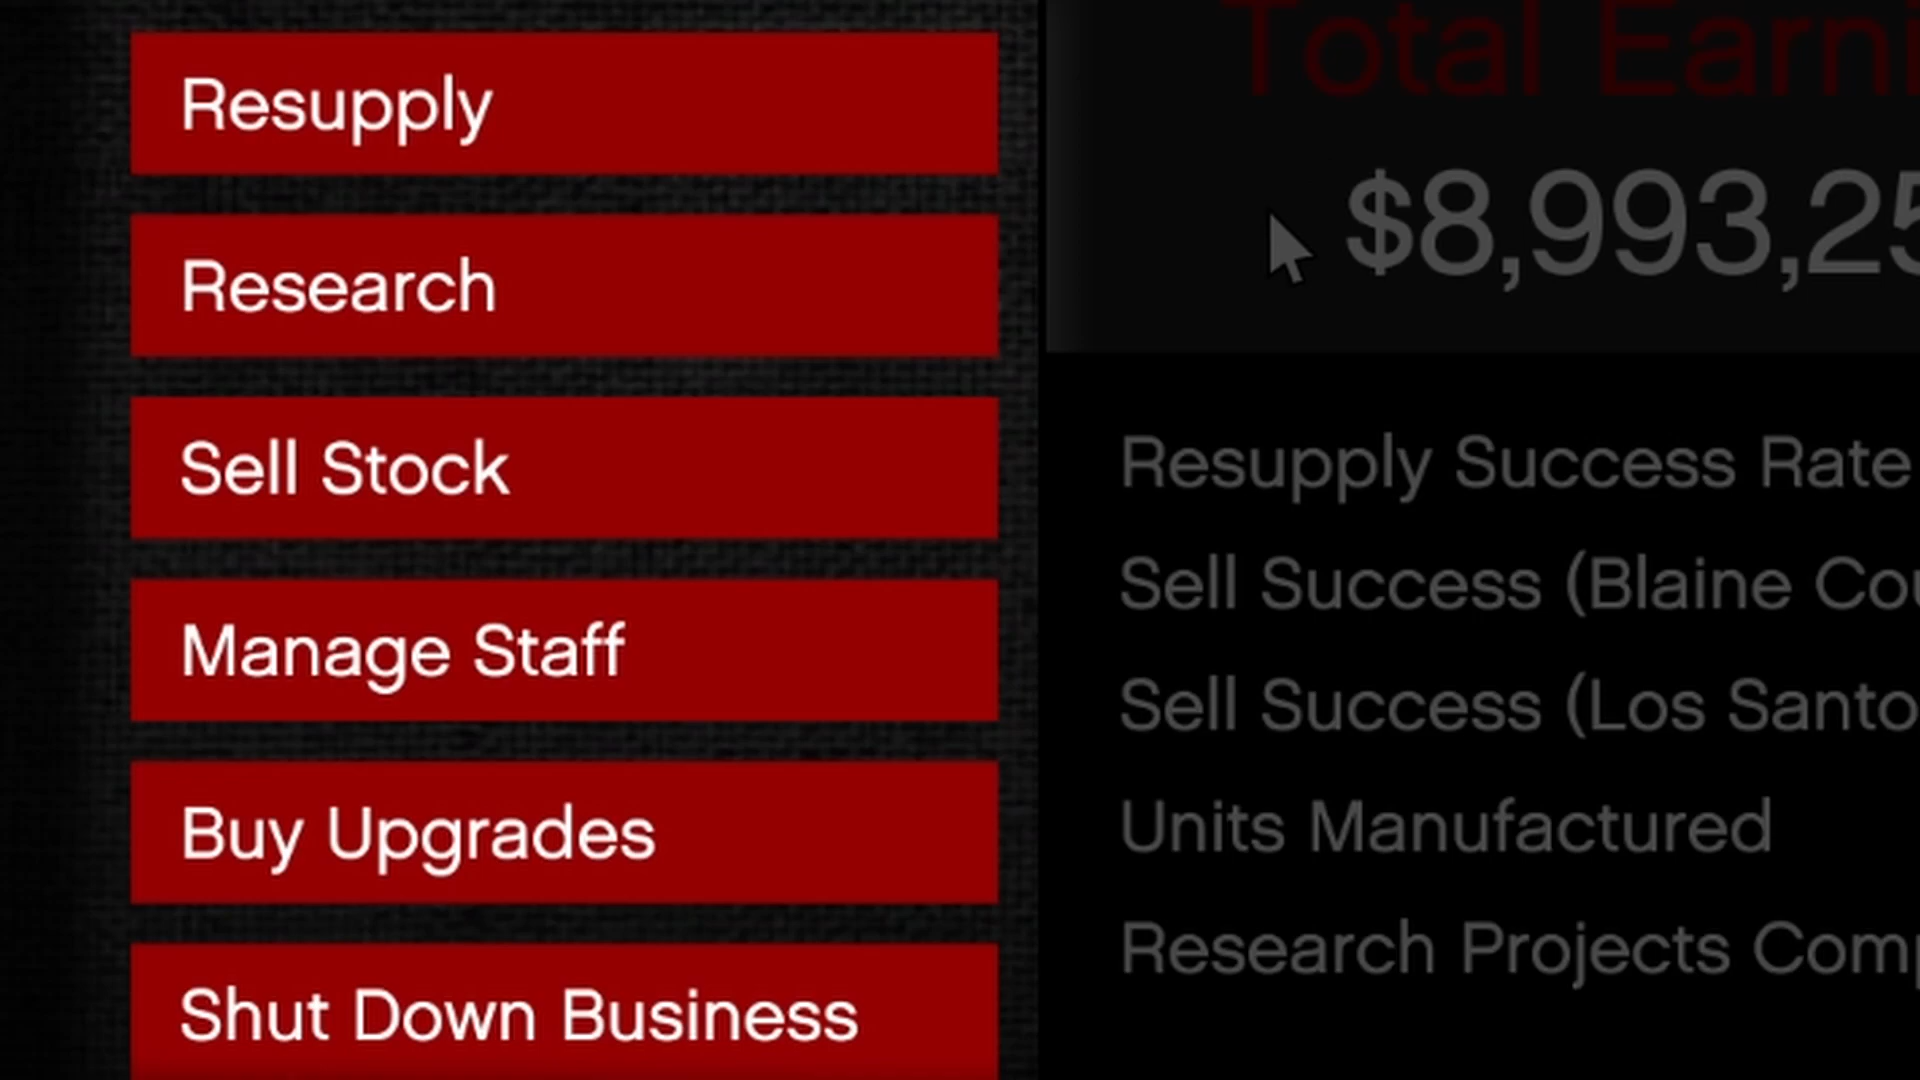 Resupply
Research
Sell Stock
Manage Staff
Buy Upgrades
Shut Down Business
Total Earni
$8,993,25
Resupply Success Rate
Sell Success (Blaine Cou
Sell Success (Los Santo
Units Manufactured
Research Projects Comp